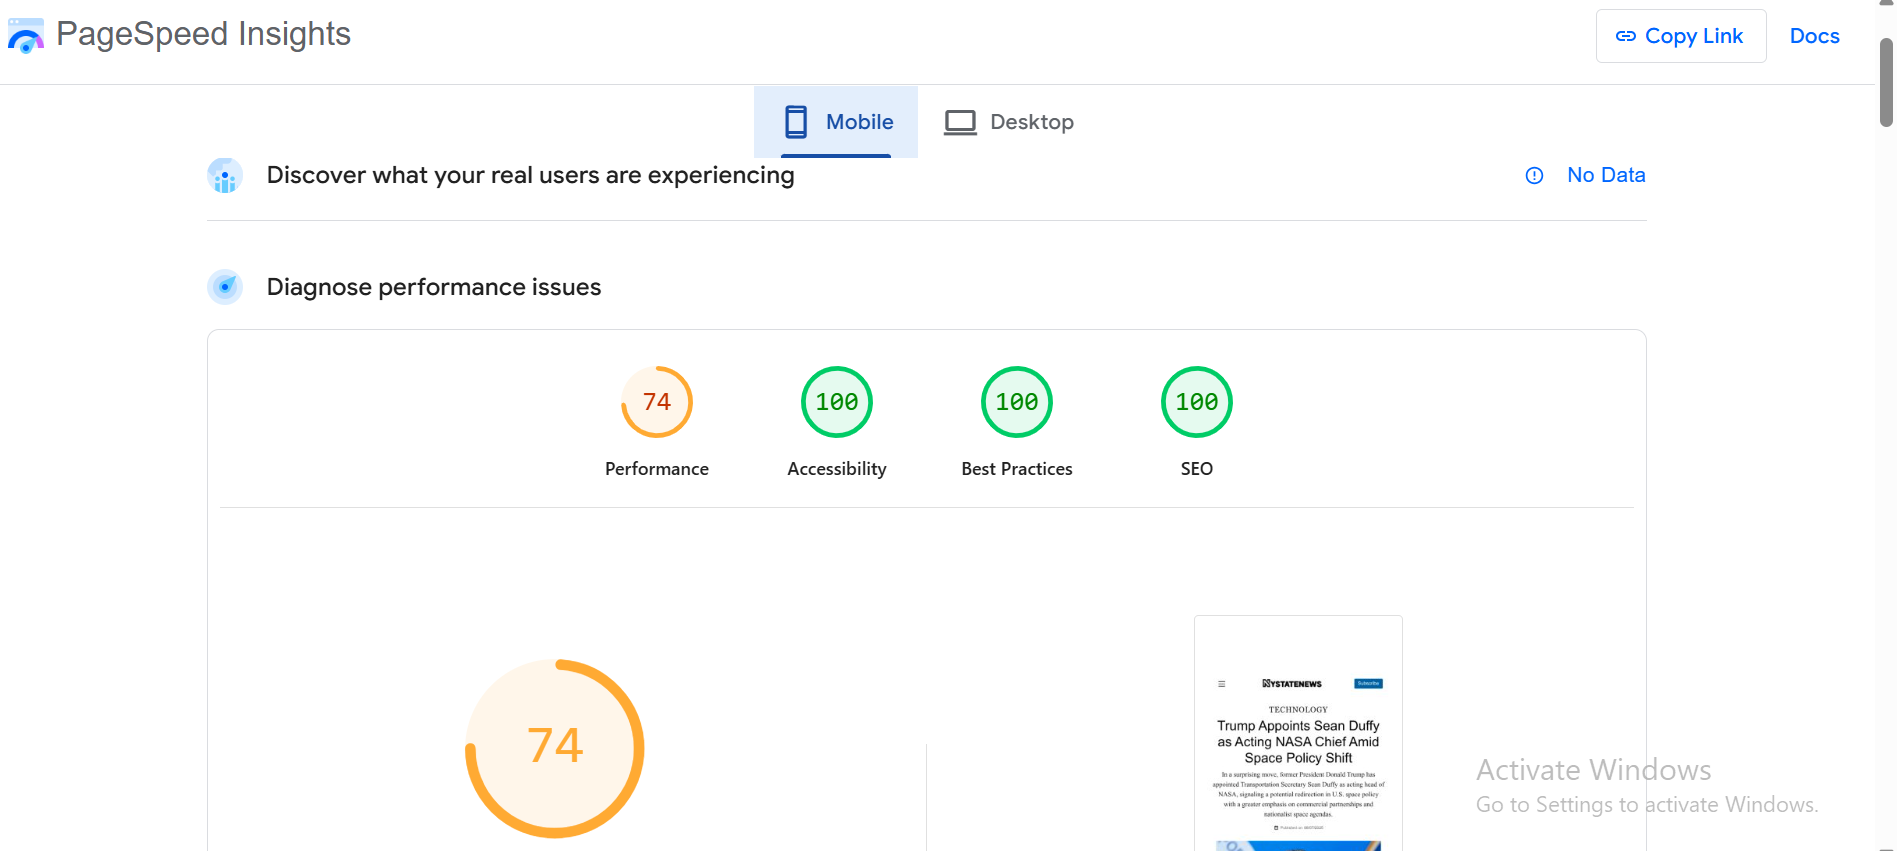 PageSpeed Insights
Copy Link
Docs
Mobile
Desktop
Discover what your real users are experiencing
No Data
Diagnose performance issues
74
100
100
100
Performance
Accessibility
Best Practices
SEO
74
NYSTATENEWS
Subscribe
TECHNOLOGY
Trump Appoints Sean Duffy
as Acting NASA Chief Amid
Space Policy Shift
In a surprising move, former President Donald Trump has
appointed Transportation Secretary Sean Duffy as acting head of
NASA, signaling a potential redirection in U.S. space policy
with a greater emphasis on commercial partnerships and
nationalist space agendas.
Activate Windows
Go to Settings to activate Windows.